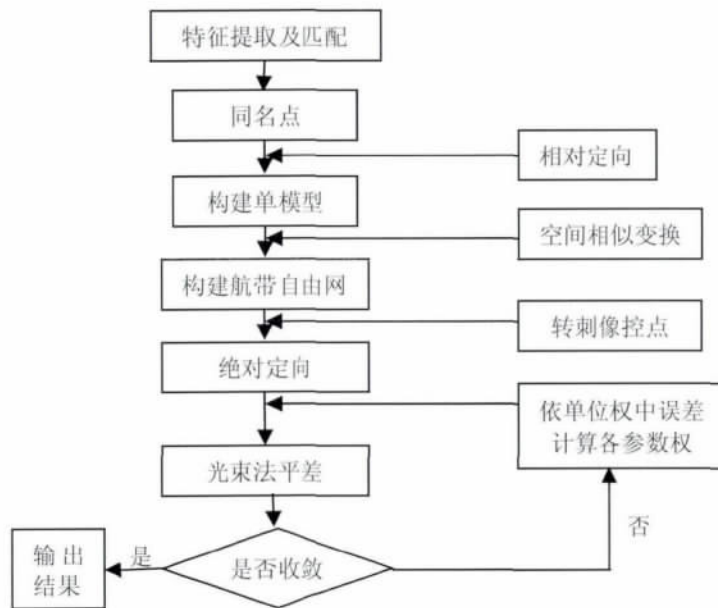 特征提取及匹配
同名点
相对定向
构建单模型
空间相似变换
构建航带自由网
转刺像控点
绝对定向
依单位权中误差
计算各参数权
光束法平差
否
输出
结果
是
是否收敛